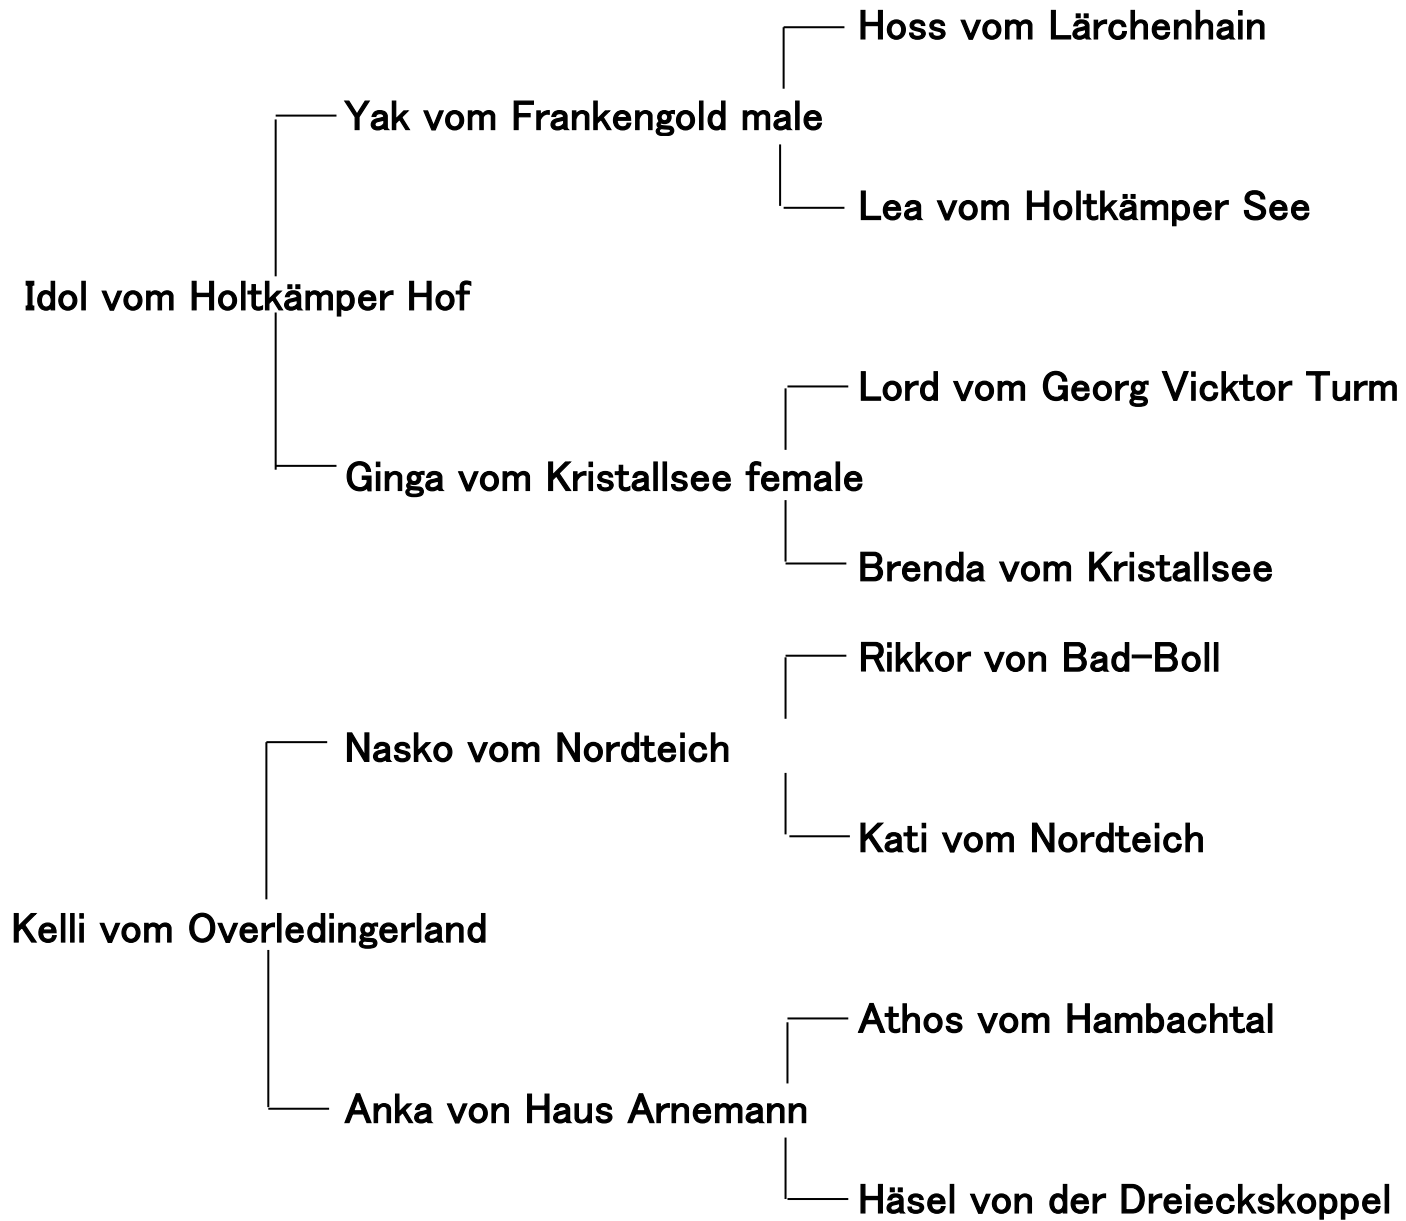 Hoss vom Lärchenhain
Yak vom Frankengold male
Lea vom Holtkämper See
Idol vom Holtkämper Hof
Lord vom Georg Vicktor Turm
Ginga vom Kristallsee female
Brenda vom Kristallsee
Rikkor von Bad-Boll
Nasko vom Nordteich
Kati vom Nordteich
Kelli vom Overledingerland
Athos vom Hambachtal
Anka von Haus Arnemann
Häsel von der Dreieckskoppel